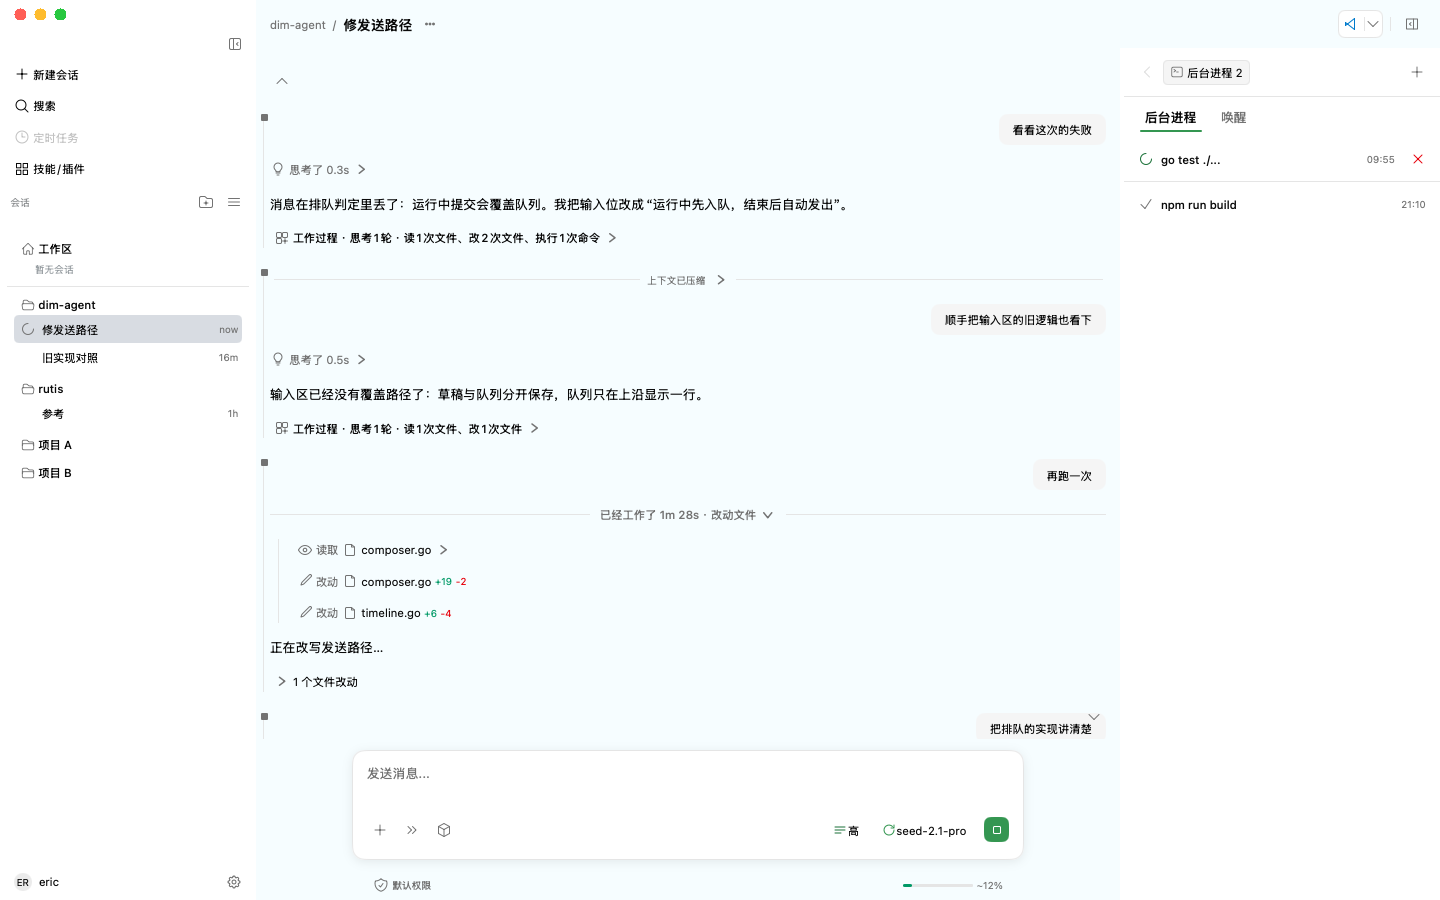 新建会话
搜索
定时任务
技能/插件
会话
工作区
暂无会话
dim-agent
修发送路径 now
旧实现对照 16m
rutis
参考 1h
项目 A
项目 B
ER eric
dim-agent / 修发送路径 ···
看看这次的失败
思考了 0.3s
消息在排队判定里丢了：运行中提交会覆盖队列。我把输入位改成“运行中先入队，结束后自动发出”。
工作过程 · 思考1轮 · 读1次文件、改2次文件、执行1次命令
上下文已压缩
顺手把输入区的旧逻辑也看下
思考了 0.5s
输入区已经没有覆盖路径了：草稿与队列分开保存，队列只在上沿显示一行。
工作过程 · 思考1轮 · 读1次文件、改1次文件
再跑一次
已经工作了 1m 28s · 改动文件
读取 composer.go
改动 composer.go +19 -2
改动 timeline.go +6 -4
正在改写发送路径...
1 个文件改动
把排队的实现讲清楚
发送消息...
高 seed-2.1-pro
默认权限 ~12%
后台进程 2
后台进程 唤醒
go test ./... 09:55
npm run build 21:10